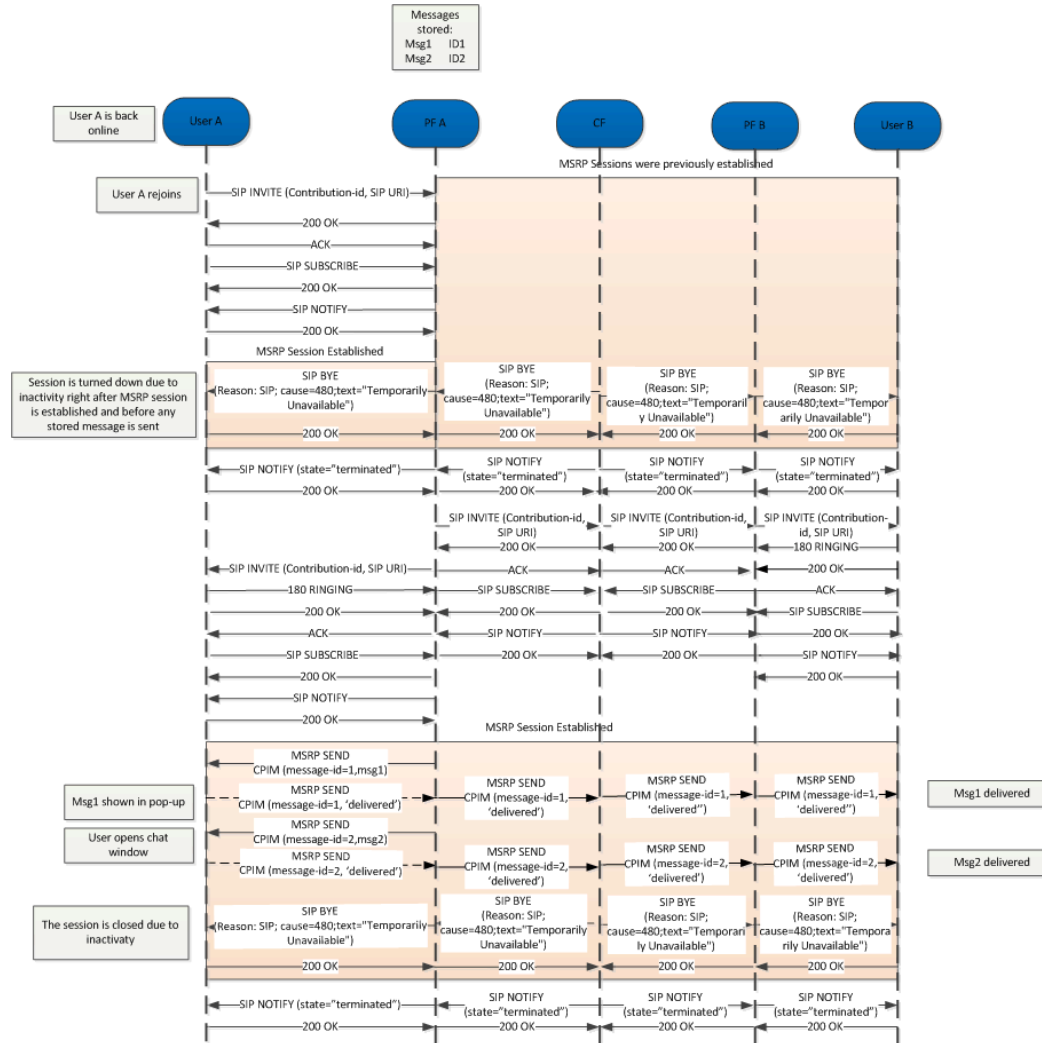 Messages
stored:
Msg1 ID1
Msg2 ID2
User A is back
online
User A
PF A
CF
PF B
User B
MSRP Sessions were previously established
User A rejoins
SIP INVITE (Contribution-id, SIP URI)
200 OK
ACK
SIP SUBSCRIBE
200 OK
SIP NOTIFY
200 OK
MSRP Session Established
Session is turned down due to
inactivity right after MSRP session
is established and before any
stored message is sent
SIP BYE
(Reason: SIP; cause=480;text="Temporarily
Unavailable")
SIP BYE
(Reason: SIP;
cause=480;text="Temporarily
Unavailable")
SIP BYE
(Reason: SIP;
cause=480;text="Temporaril
y Unavailable")
SIP BYE
(Reason: SIP;
cause=480;text="Tempor
arily Unavailable")
200 OK
200 OK
200 OK
200 OK
SIP NOTIFY (state="terminated")
SIP NOTIFY
(state="terminated")
SIP NOTIFY
(state="terminated")
SIP NOTIFY
(state="terminated")
200 OK
200 OK
200 OK
200 OK
SIP INVITE (Contribution-id,
SIP URI)
SIP INVITE (Contribution-id,
SIP URI)
SIP INVITE (Contribution-
id, SIP URI)
200 OK
200 OK
180 RINGING
SIP INVITE (Contribution-id, SIP URI)
ACK
ACK
200 OK
180 RINGING
SIP SUBSCRIBE
SIP SUBSCRIBE
ACK
200 OK
200 OK
200 OK
SIP SUBSCRIBE
ACK
SIP NOTIFY
SIP NOTIFY
200 OK
SIP SUBSCRIBE
200 OK
200 OK
SIP NOTIFY
200 OK
200 OK
SIP NOTIFY
200 OK
MSRP Session Established
MSRP SEND
CPIM (message-id=1,msg1)
Msg1 shown in pop-up
MSRP SEND
CPIM (message-id=1, 'delivered')
MSRP SEND
CPIM (message-id=1,
'delivered')
MSRP SEND
CPIM (message-id=1,
'delivered'')
MSRP SEND
CPIM (message-id=1,
'delivered')
Msg1 delivered
User opens chat
window
MSRP SEND
CPIM (message-id=2,msg2)
MSRP SEND
CPIM (message-id=2, 'delivered')
MSRP SEND
CPIM (message-id=2,
'delivered')
MSRP SEND
CPIM (message-id=2,
'delivered')
MSRP SEND
CPIM (message-id=2,
'delivered')
Msg2 delivered
The session is closed due to
inactivaty
SIP BYE
(Reason: SIP; cause=480;text="Temporarily
Unavailable")
SIP BYE
(Reason: SIP;
cause=480;text="Temporarily
Unavailable")
SIP BYE
(Reason: SIP;
cause=480;text="Temporari
ly Unavailable")
SIP BYE
(Reason: SIP;
cause=480;text="Tempora
rily Unavailable")
200 OK
200 OK
200 OK
200 OK
SIP NOTIFY (state="terminated")
SIP NOTIFY
(state="terminated")
SIP NOTIFY
(state="terminated")
SIP NOTIFY
(state="terminated")
200 OK
200 OK
200 OK
200 OK